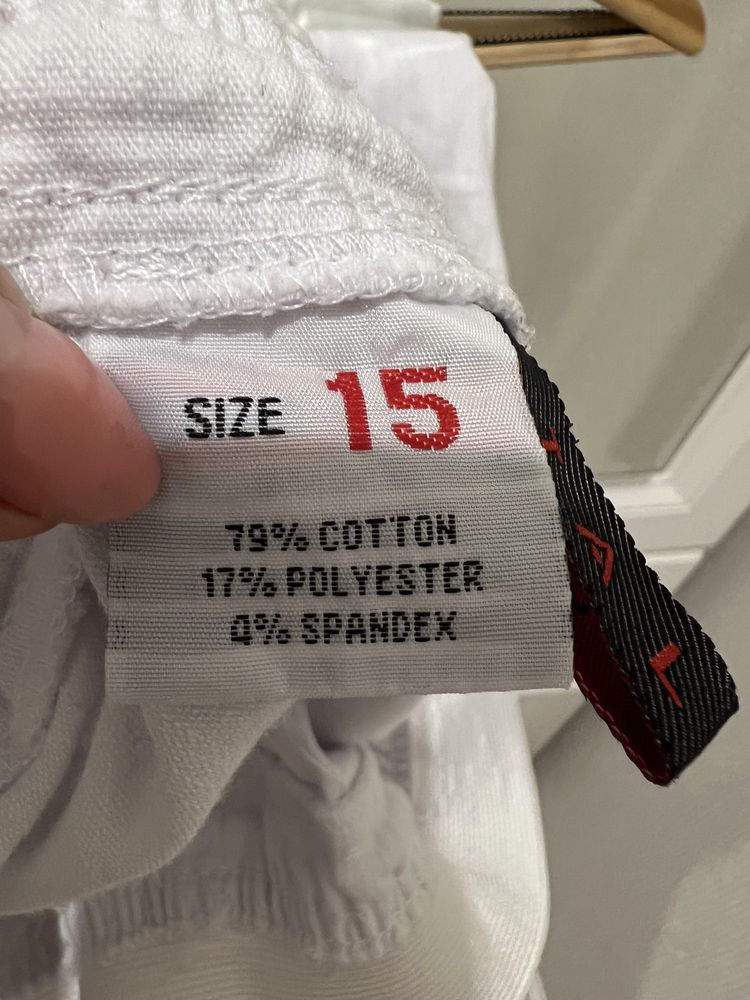 SIZE 15
79% COTTON
17% POLYESTER
4% SPANDEX